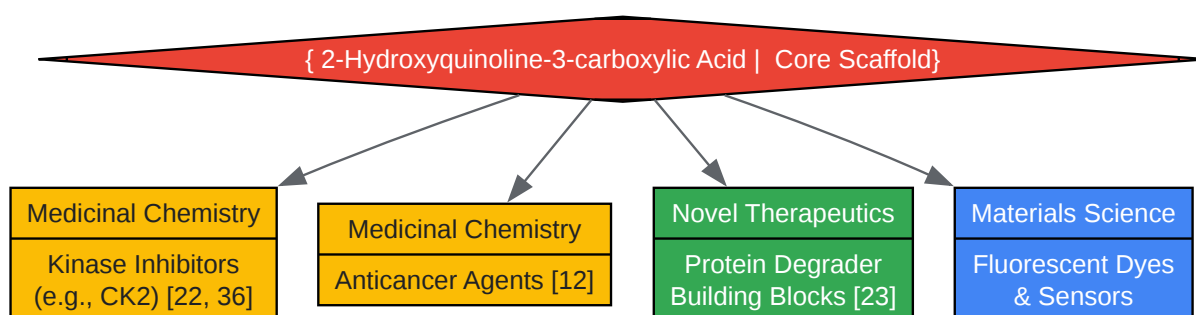 { 2-Hydroxyquinoline-3-carboxylic Acid |  Core Scaffold}
Medicinal Chemistry
Kinase Inhibitors
(e.g., CK2) [22, 36]
Medicinal Chemistry
Anticancer Agents [12]
Novel Therapeutics
Protein Degrader
Building Blocks [23]
Materials Science
Fluorescent Dyes
& Sensors